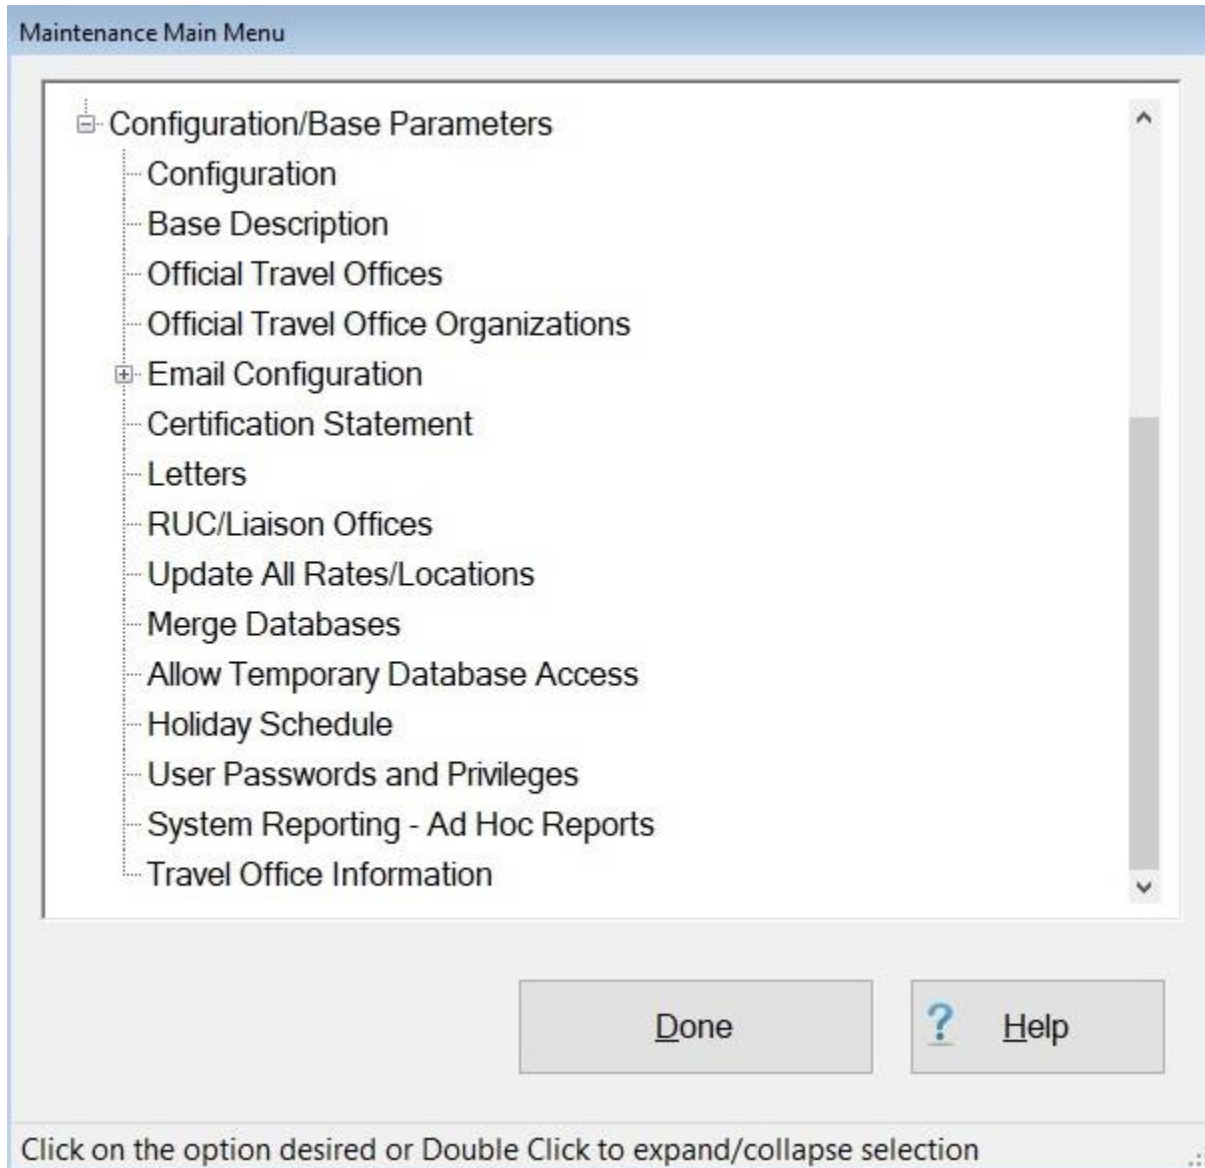 Maintenance Main Menu
Configuration/Base Parameters
Configuration
Base Description
Official Travel Offices
Official Travel Office Organizations
Email Configuration
Certification Statement
Letters
RUC/Liaison Offices
Update All Rates/Locations
Merge Databases
Allow Temporary Database Access
Holiday Schedule
User Passwords and Privileges
System Reporting - Ad Hoc Reports
Travel Office Information
Done
? Help
Click on the option desired or Double Click to expand/collapse selection